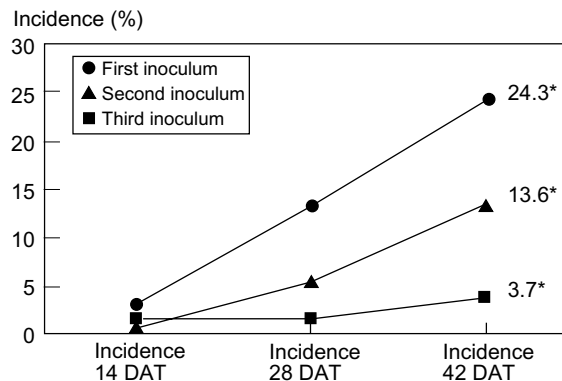 Incidence (%)
30
25
20
15
10
5
0
First inoculum
Second inoculum
Third inoculum
24.3*
13.6*
3.7*
Incidence
14 DAT
Incidence
28 DAT
Incidence
42 DAT